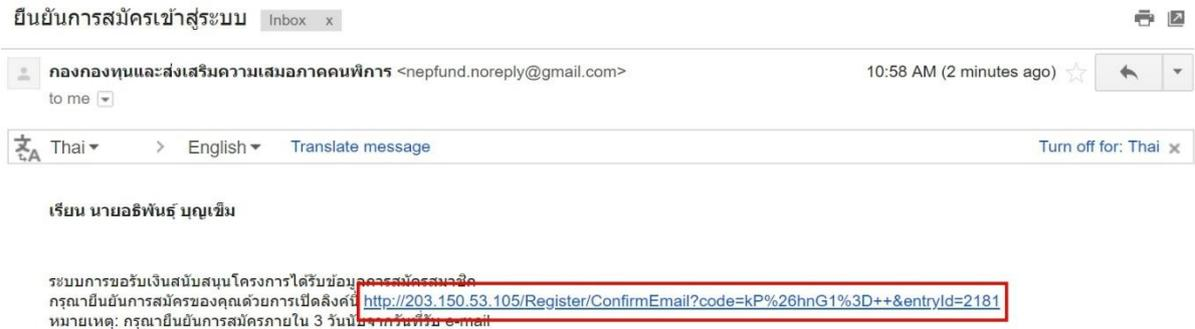 ยืนยันการสมัครเข้าสู่ระบบ Inbox x
กองกองทุนและส่งเสริมความเสมอภาคคนพิการ <nepfund.noreply@gmail.com> 10:58 AM (2 minutes ago)
to me
Thai > English Translate message Turn off for: Thai x
เรียน นายอธิพันธุ์ บุญเข็ม
ระบบการขอรับเงินสนับสนุนโครงการได้รับข้อมูลการสมัครสมาชิก
กรุณายืนยันการสมัครของคุณด้วยการเปิดลิงค์นี้ http://203.150.53.105/Register/ConfirmEmail?code=kP%26hnG1%3D++&entryId=2181
หมายเหตุ: กรุณายืนยันการสมัครภายใน 3 วันนับจากวันที่รับ e-mail